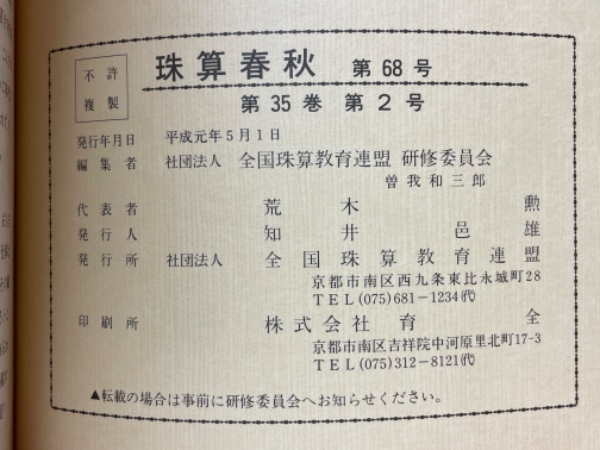 不許
複製
珠算春秋 第68号
第35巻 第2号
発行年月日 平成元年5月1日
編集者 社団法人 全国珠算教育連盟 研修委員会
曽我和三郎
代表者 荒木勲
発行人 知井邑雄
発行所 社団法人 全国珠算教育連盟
京都市南区西九条東比永城町28
TEL(075)681-1234㈹
印刷所 株式会社育全
京都市南区吉祥院中河原里北町17-3
TEL(075)312-8121㈹
▲転載の場合は事前に研修委員会へお知らせください。